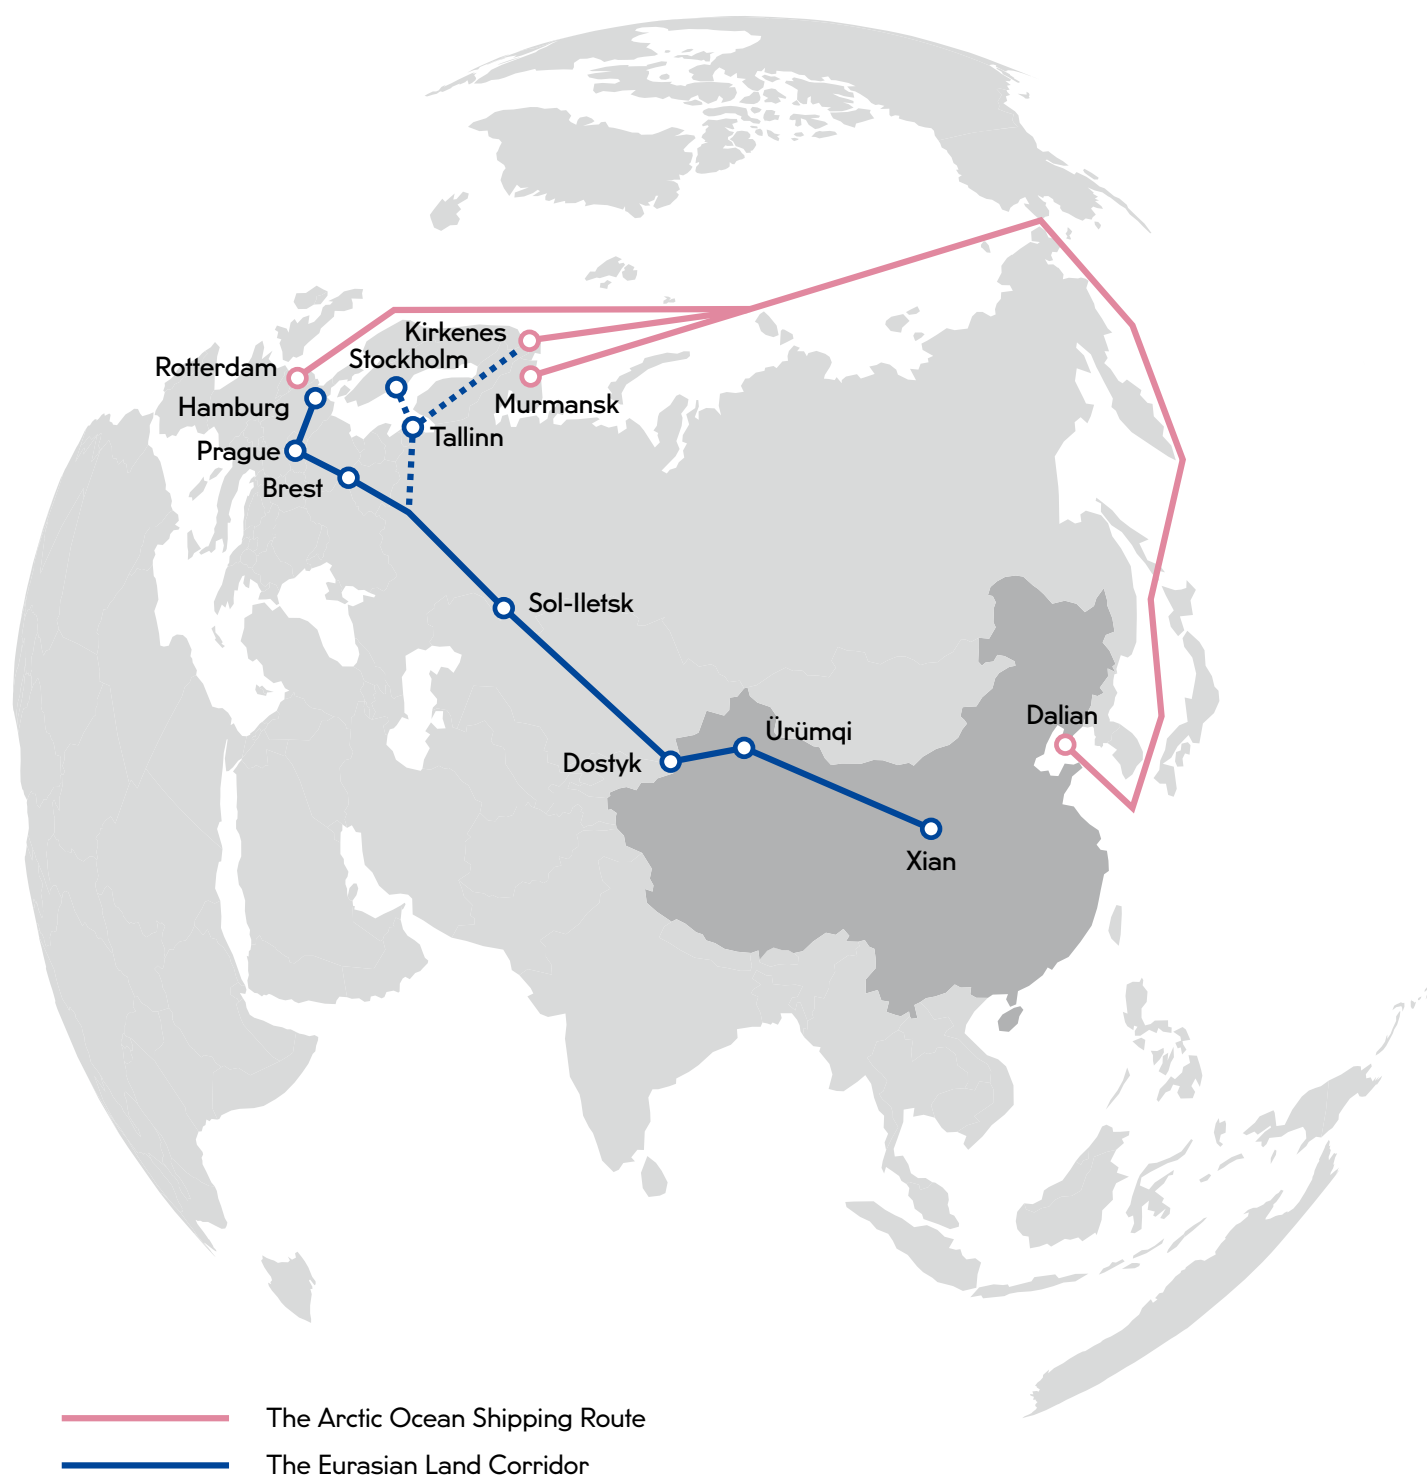 Kirkenes
Stockholm
Rotterdam
Hamburg
Murmansk
Tallinn
Prague
Brest
Sol-Iletsk
Dalian
Ürümqi
Dostyk
Xian
The Arctic Ocean Shipping Route
The Eurasian Land Corridor